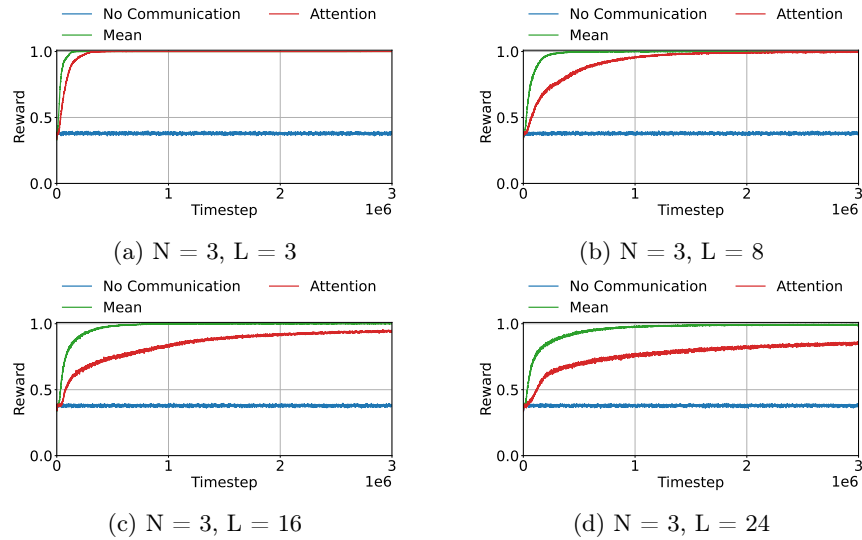 No Communication Attention
Mean
1.0
0.5
0.0
Reward
0 1 2 3
Timestep
1e6
(a) N = 3, L = 3
No Communication Attention
Mean
1.0
0.5
0.0
Reward
0 1 2 3
Timestep
1e6
(b) N = 3, L = 8
No Communication Attention
Mean
1.0
0.5
0.0
Reward
0 1 2 3
Timestep
1e6
(c) N = 3, L = 16
No Communication Attention
Mean
1.0
0.5
0.0
Reward
0 1 2 3
Timestep
1e6
(d) N = 3, L = 24